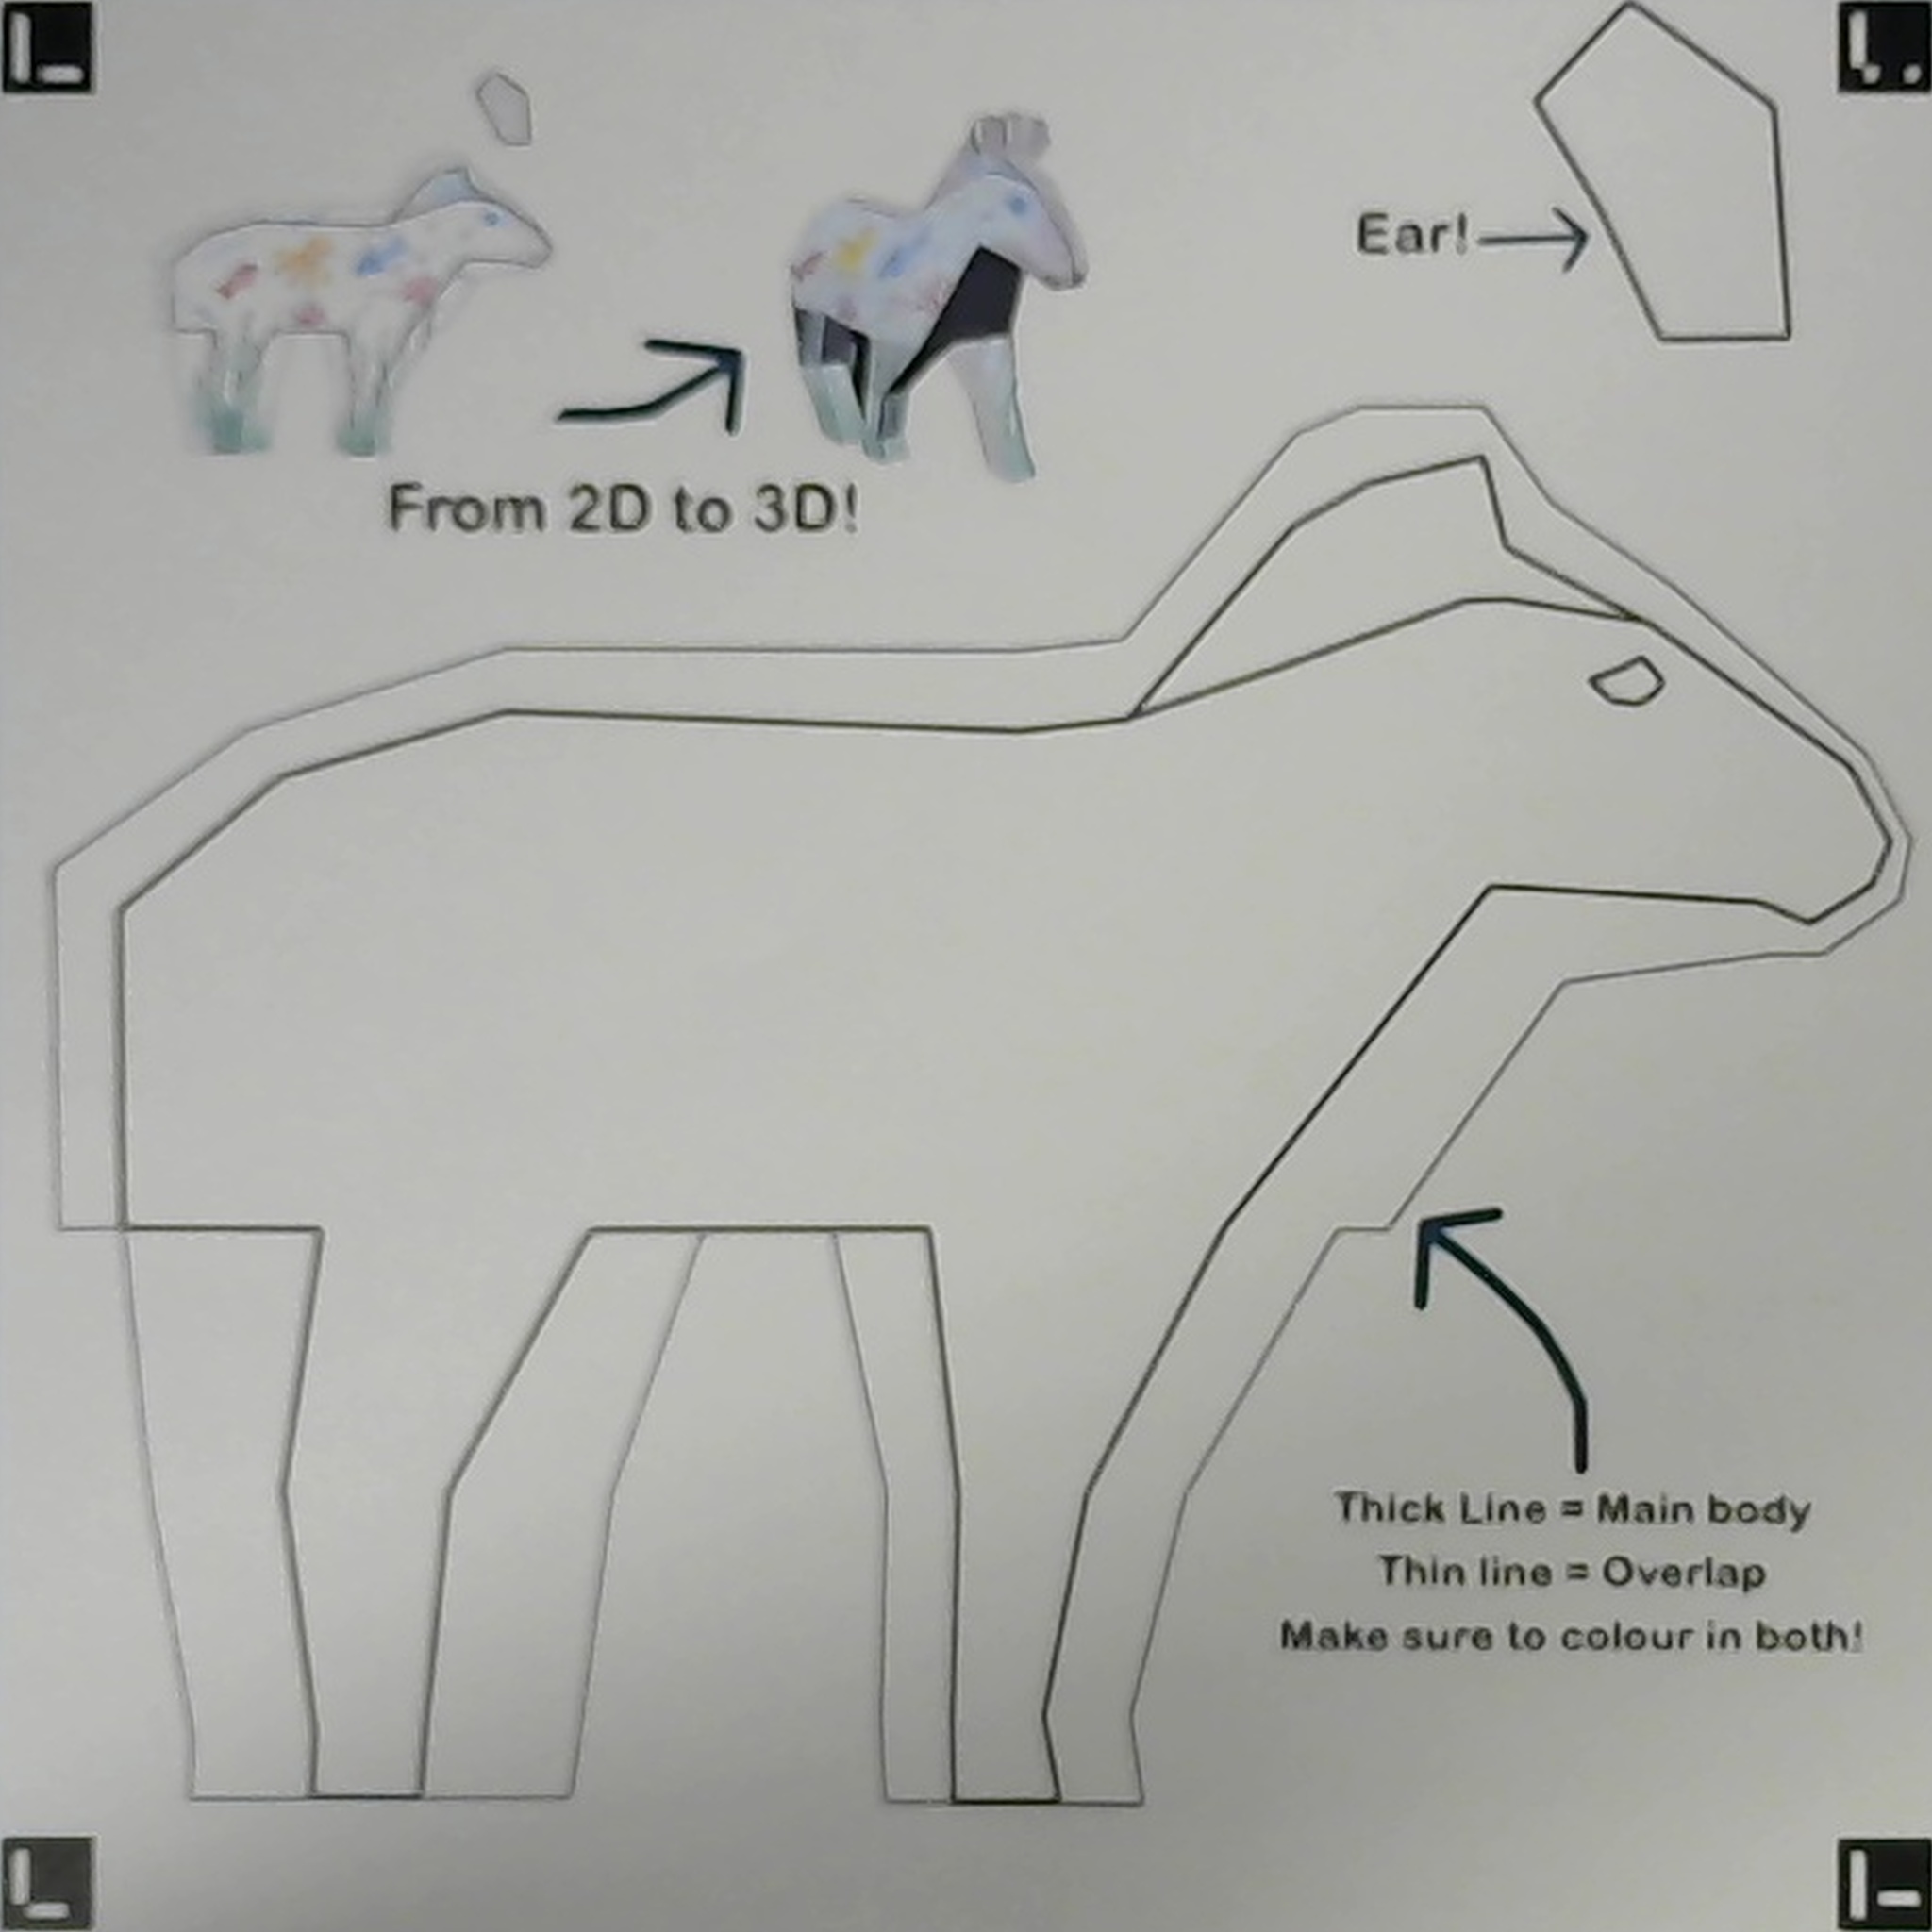 Ear!
From 2D to 3D!
Thick Line = Main body
Thin line = Overlap
Make sure to colour in both!